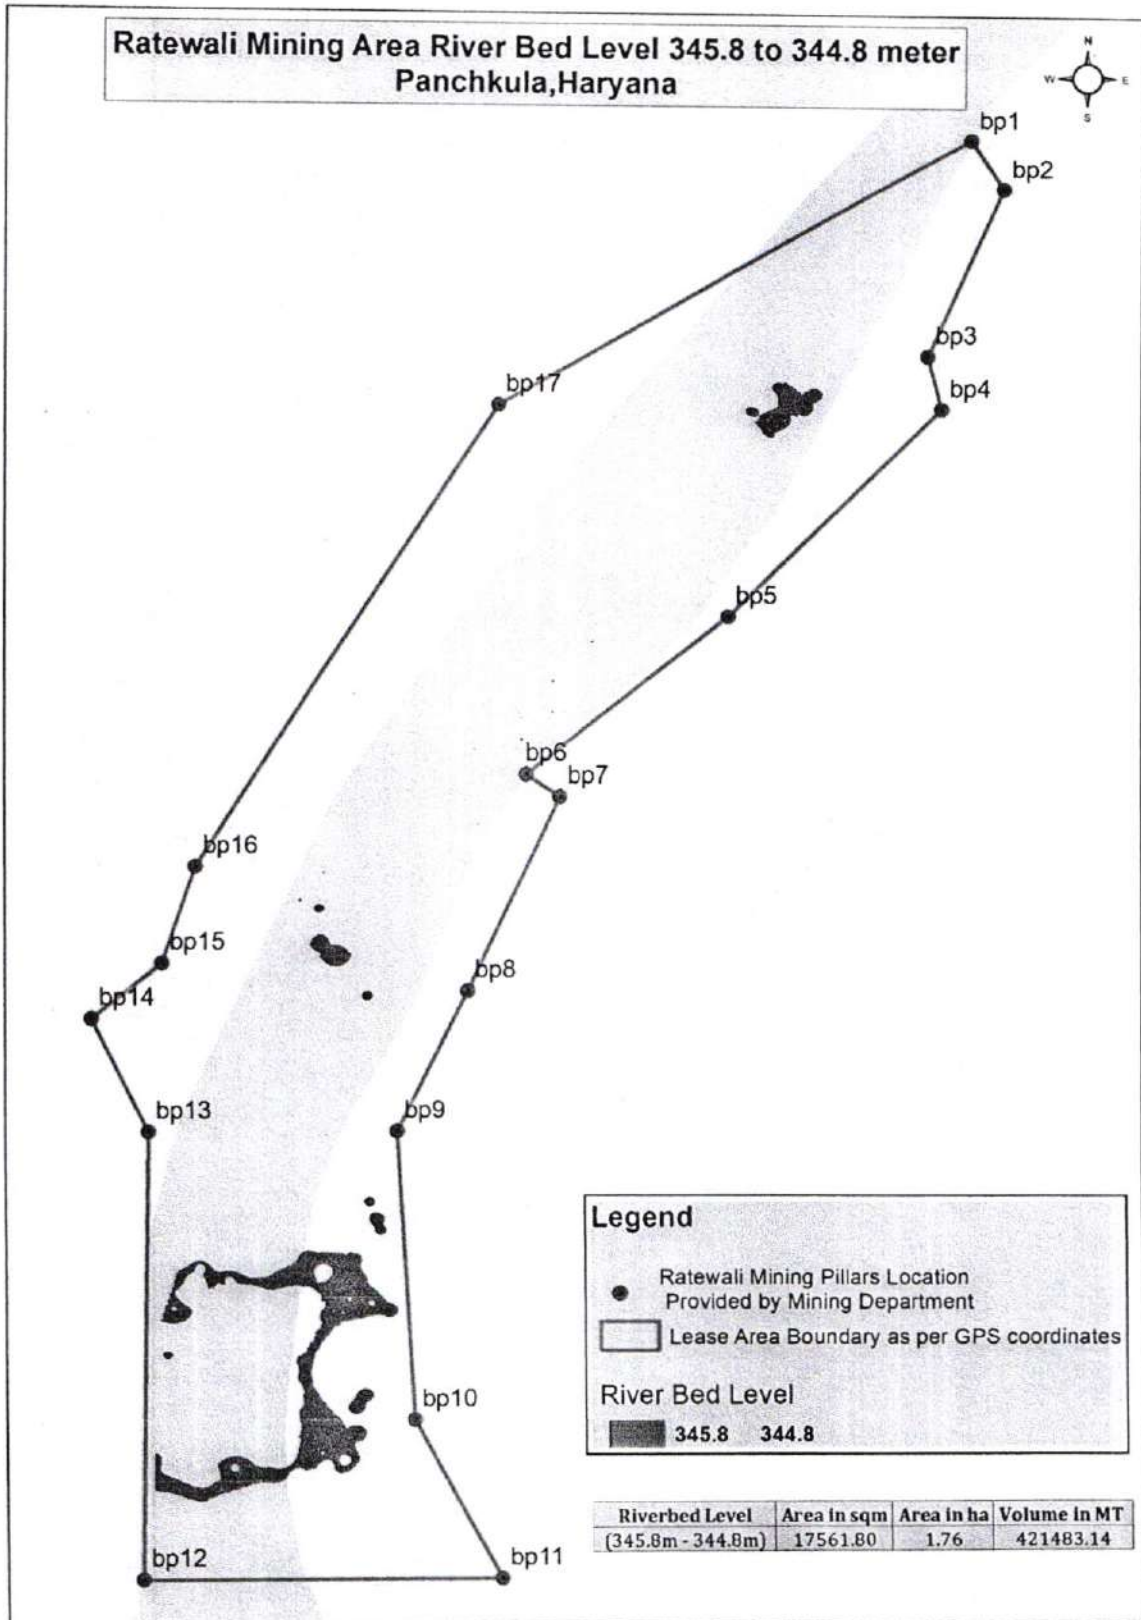 Ratewali Mining Area River Bed Level 345.8 to 344.8 meter
Panchkula,Haryana
N
W E
S
bp1
bp2
bp3
bp4
bp17
bp5
bp6
bp7
bp16
bp15
bp8
bp14
bp13
bp9
bp10
bp12
bp11
Legend
Ratewali Mining Pillars Location
Provided by Mining Department
Lease Area Boundary as per GPS coordinates
River Bed Level
345.8 344.8
Riverbed Level Area in sqm Area in ha Volume in MT
(345.8m - 344.8m) 17561.80 1.76 421483.14